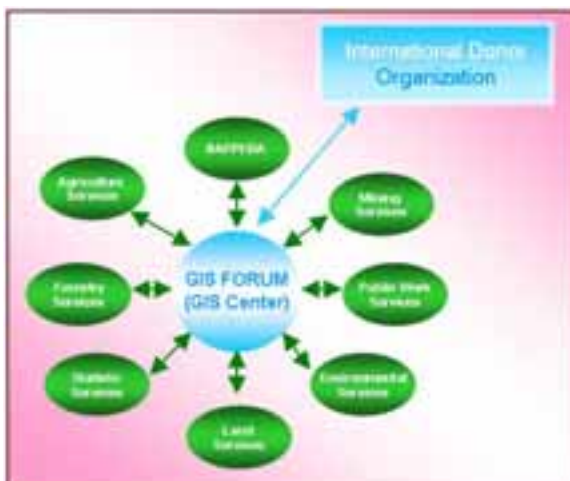 International Donor
Organization
BAPPEDA
Agriculture
Services
Mining
Services
GIS FORUM
(GIS Center)
Forestry
Services
Public Work
Services
Statistic
Services
Environmental
Services
Land
Services